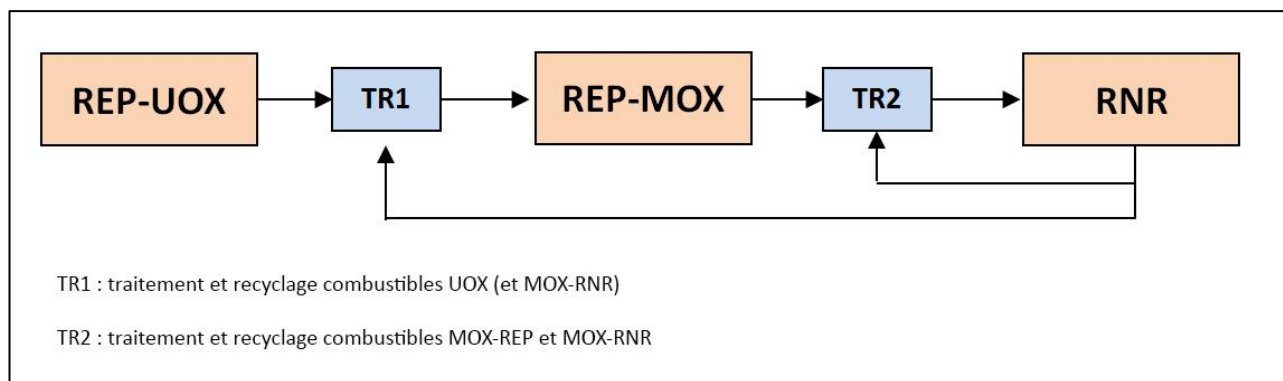 REP-UOX
TR1
REP-MOX
TR2
RNR
TR1 : traitement et recyclage combustibles UOX (et MOX-RNR)
TR2 : traitement et recyclage combustibles MOX-REP et MOX-RNR